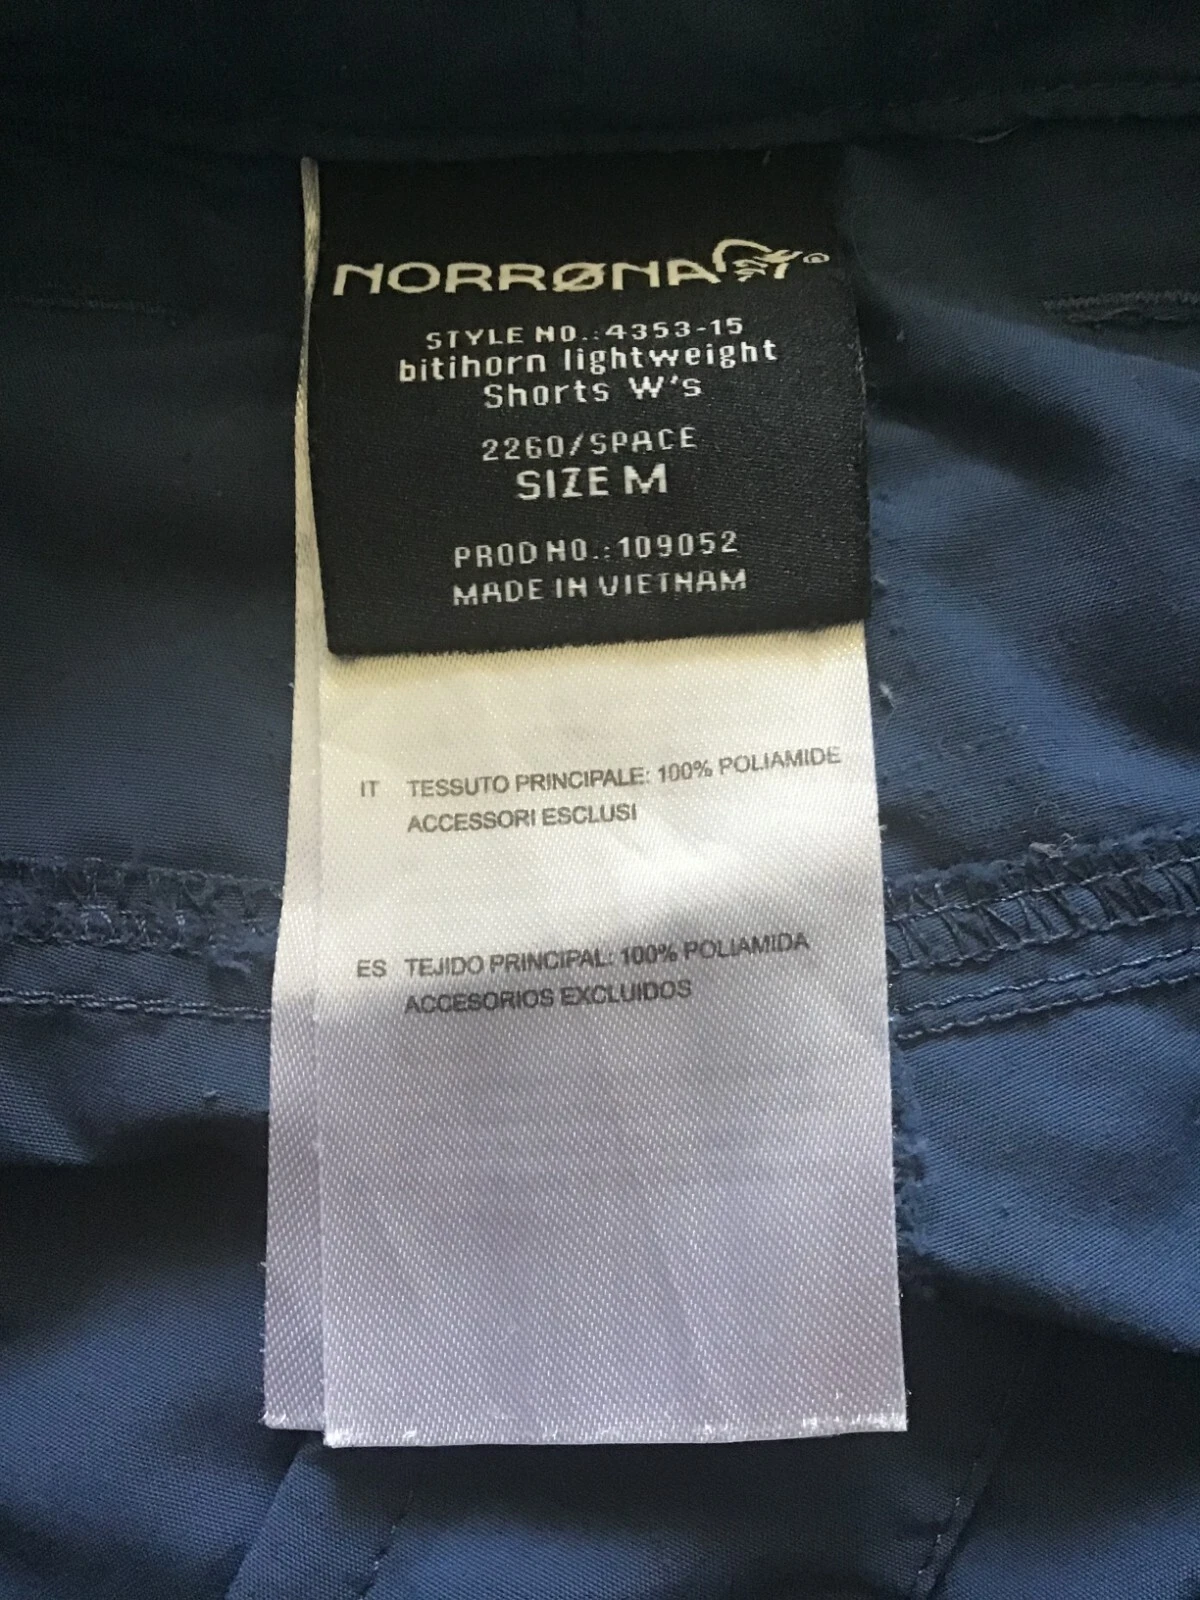 NORRØNA®
STYLE NO.:4353-15
bitihorn lightweight
Shorts W's
2260/SPACE
SIZE M
PROD NO.:109052
MADE IN VIETNAM
IT TESSUTO PRINCIPALE: 100% POLIAMIDE
ACCESSORI ESCLUSI
ES TEJIDO PRINCIPAL: 100% POLIAMIDA
ACCESORIOS EXCLUIDOS